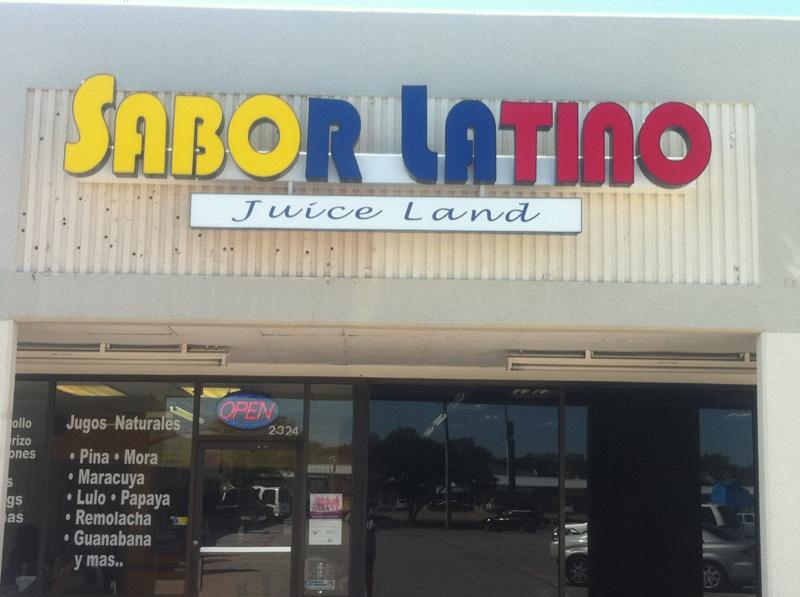 SABOR LATINO
Juice Land
OPEN
2324
Jugos Naturales
• Pina • Mora
• Maracuya
• Lulo • Papaya
• Remolacha
• Guanabana
y mas..